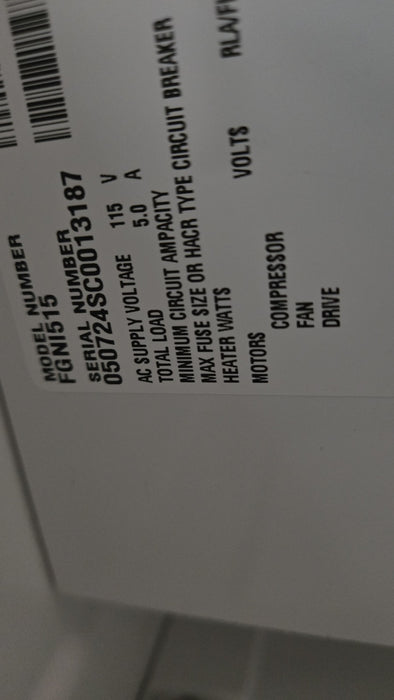 MODEL NUMBER
FGNI515
SERIAL NUMBER
050724SC0013187
AC SUPPLY VOLTAGE 115 V
TOTAL LOAD 5.0 A
MINIMUM CIRCUIT AMPACITY
MAX FUSE SIZE OR HACR TYPE CIRCUIT BREAKER
HEATER WATTS
MOTORS VOLTS
COMPRESSOR
FAN
DRIVE